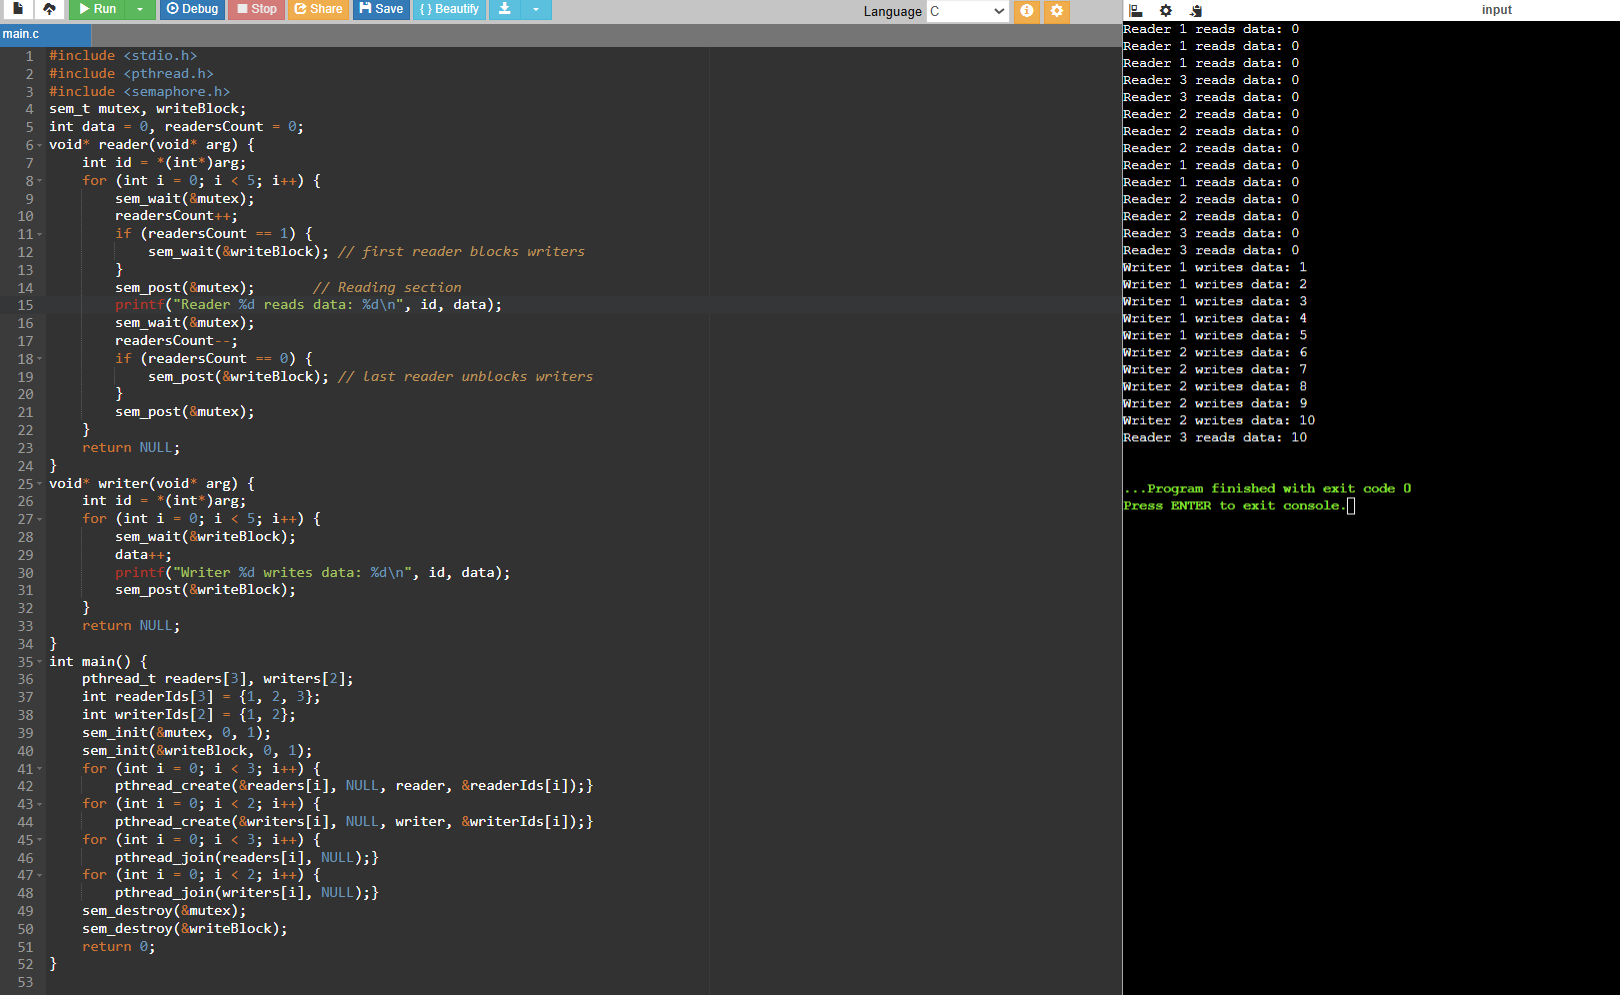 Run Debug Stop Share Save { } Beautify Language C
input
main.c
1 #include <stdio.h>
2 #include <pthread.h>
3 #include <semaphore.h>
4 sem_t mutex, writeBlock;
5 int data = 0, readersCount = 0;
6 void* reader(void* arg) {
7     int id = *(int*)arg;
8     for (int i = 0; i < 5; i++) {
9         sem_wait(&mutex);
10         readersCount++;
11         if (readersCount == 1) {
12             sem_wait(&writeBlock); // first reader blocks writers
13         }
14         sem_post(&mutex);       // Reading section
15         printf("Reader %d reads data: %d\n", id, data);
16         sem_wait(&mutex);
17         readersCount--;
18         if (readersCount == 0) {
19             sem_post(&writeBlock); // last reader unblocks writers
20         }
21         sem_post(&mutex);
22     }
23     return NULL;
24 }
25 void* writer(void* arg) {
26     int id = *(int*)arg;
27     for (int i = 0; i < 5; i++) {
28         sem_wait(&writeBlock);
29         data++;
30         printf("Writer %d writes data: %d\n", id, data);
31         sem_post(&writeBlock);
32     }
33     return NULL;
34 }
35 int main() {
36     pthread_t readers[3], writers[2];
37     int readerIds[3] = {1, 2, 3};
38     int writerIds[2] = {1, 2};
39     sem_init(&mutex, 0, 1);
40     sem_init(&writeBlock, 0, 1);
41     for (int i = 0; i < 3; i++) {
42         pthread_create(&readers[i], NULL, reader, &readerIds[i]);}
43     for (int i = 0; i < 2; i++) {
44         pthread_create(&writers[i], NULL, writer, &writerIds[i]);}
45     for (int i = 0; i < 3; i++) {
46         pthread_join(readers[i], NULL);}
47     for (int i = 0; i < 2; i++) {
48         pthread_join(writers[i], NULL);}
49     sem_destroy(&mutex);
50     sem_destroy(&writeBlock);
51     return 0;
52 }
53
Reader 1 reads data: 0
Reader 1 reads data: 0
Reader 1 reads data: 0
Reader 3 reads data: 0
Reader 3 reads data: 0
Reader 2 reads data: 0
Reader 2 reads data: 0
Reader 2 reads data: 0
Reader 1 reads data: 0
Reader 1 reads data: 0
Reader 2 reads data: 0
Reader 2 reads data: 0
Reader 3 reads data: 0
Reader 3 reads data: 0
Writer 1 writes data: 1
Writer 1 writes data: 2
Writer 1 writes data: 3
Writer 1 writes data: 4
Writer 1 writes data: 5
Writer 2 writes data: 6
Writer 2 writes data: 7
Writer 2 writes data: 8
Writer 2 writes data: 9
Writer 2 writes data: 10
Reader 3 reads data: 10
...Program finished with exit code 0
Press ENTER to exit console.